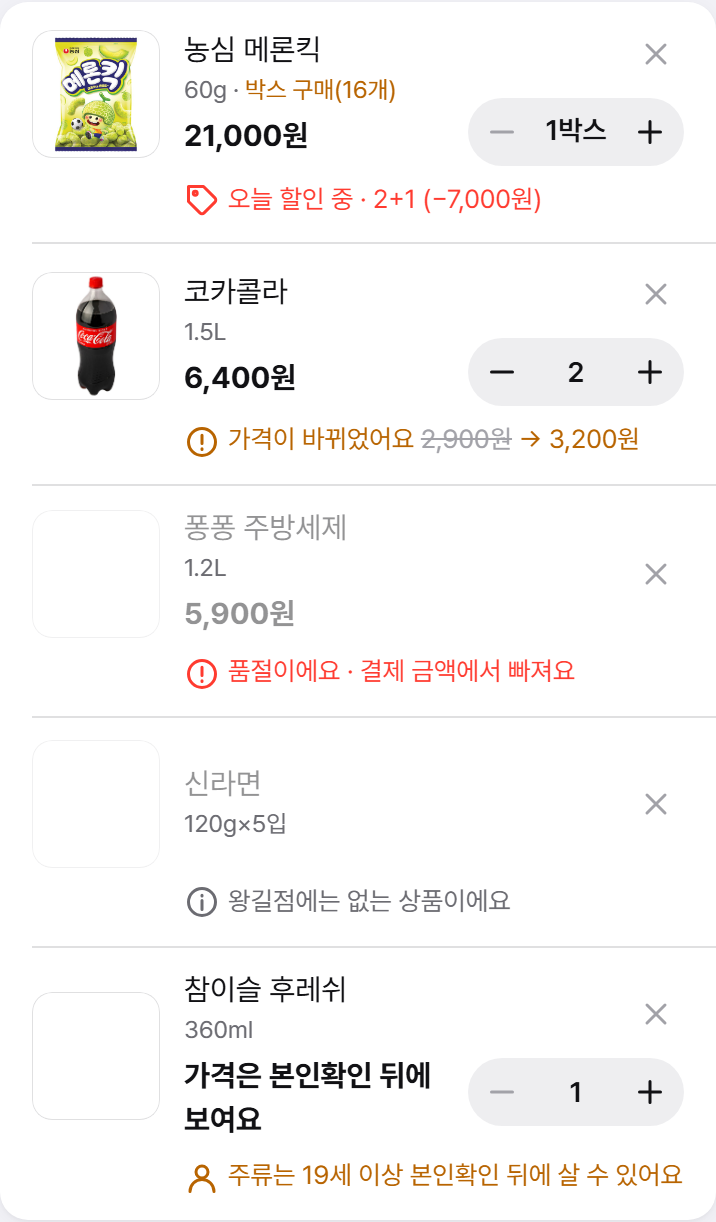 농심 메론킥
60g · 박스 구매(16개)
21,000원
1박스
오늘 할인 중 · 2+1 (−7,000원)
코카콜라
1.5L
6,400원
2
가격이 바뀌었어요 2,900원 → 3,200원
퐁퐁 주방세제
1.2L
5,900원
품절이에요 · 결제 금액에서 빠져요
신라면
120g×5입
왕길점에는 없는 상품이에요
참이슬 후레쉬
360ml
가격은 본인확인 뒤에
보여요
1
주류는 19세 이상 본인확인 뒤에 살 수 있어요
농심
메론킥
Coca-Cola